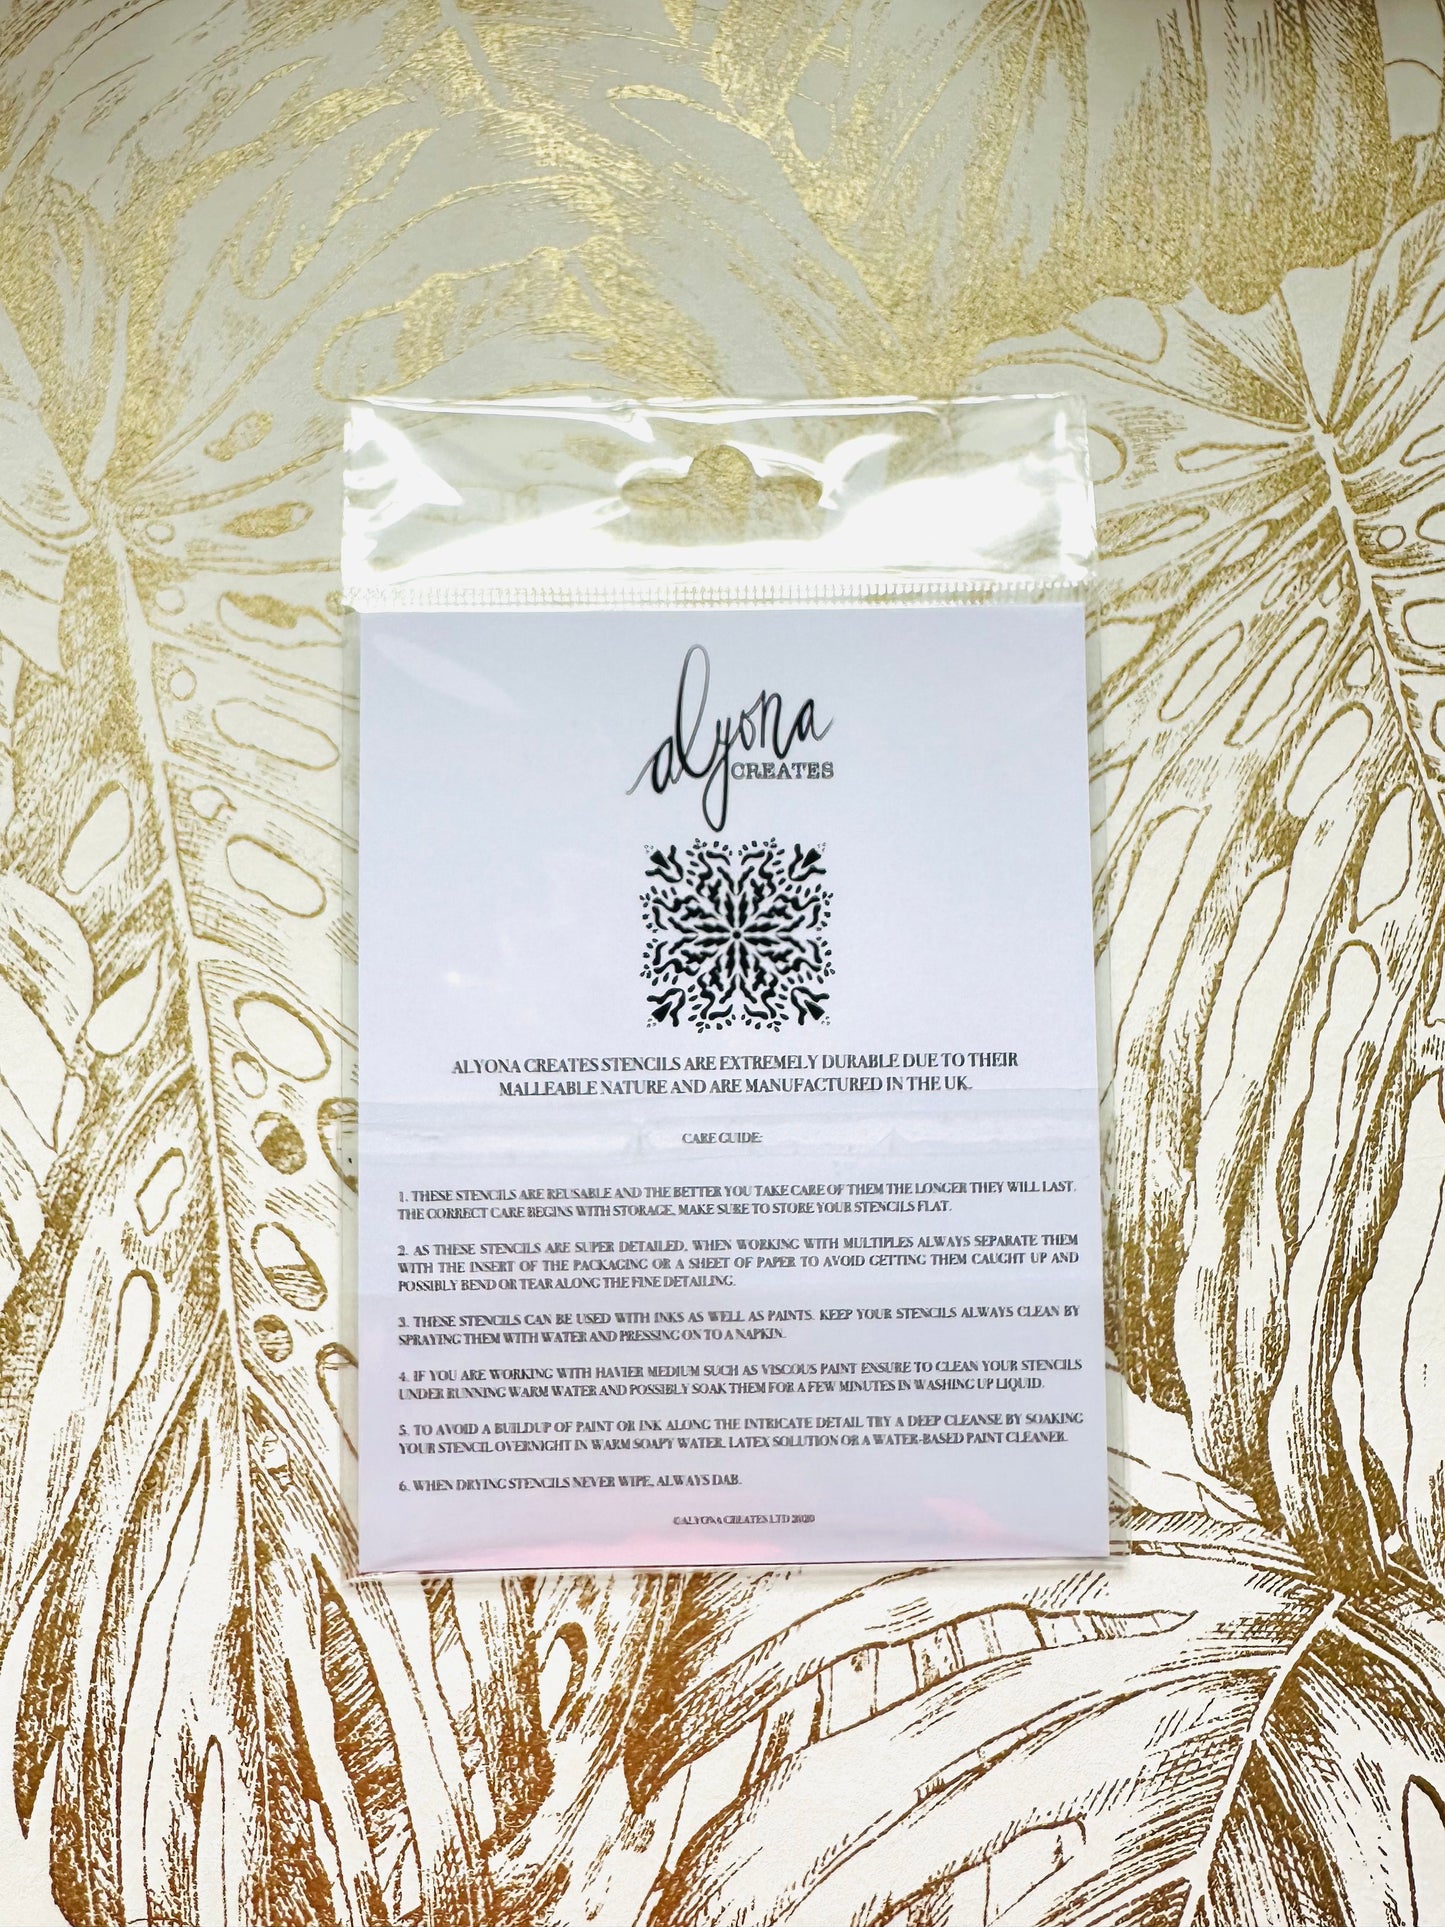 alyona
CREATES
ALYONA CREATES STENCILS ARE EXTREMELY DURABLE DUE TO THEIR
MALLEABLE NATURE AND ARE MANUFACTURED IN THE UK.
CARE GUIDE:
1. THESE STENCILS ARE REUSABLE AND THE BETTER YOU TAKE CARE OF THEM THE LONGER THEY WILL LAST.
THE CORRECT CARE BEGINS WITH STORAGE, MAKE SURE TO STORE YOUR STENCILS FLAT.
2. AS THESE STENCILS ARE SUPER DETAILED, WHEN WORKING WITH MULTIPLES ALWAYS SEPARATE THEM
WITH THE INSERT OF THE PACKAGING OR A SHEET OF PAPER TO AVOID GETTING THEM CAUGHT UP AND
POSSIBLY BEND OR TEAR ALONG THE FINE DETAILING.
3. THESE STENCILS CAN BE USED WITH INKS AS WELL AS PAINTS. KEEP YOUR STENCILS ALWAYS CLEAN BY
SPRAYING THEM WITH WATER AND PRESSING ON TO A NAPKIN.
4. IF YOU ARE WORKING WITH HAVIER MEDIUM SUCH AS VISCOUS PAINT ENSURE TO CLEAN YOUR STENCILS
UNDER RUNNING WARM WATER AND POSSIBLY SOAK THEM FOR A FEW MINUTES IN WASHING UP LIQUID.
5. TO AVOID A BUILDUP OF PAINT OR INK ALONG THE INTRICATE DETAIL TRY A DEEP CLEANSE BY SOAKING
YOUR STENCIL OVERNIGHT IN WARM SOAPY WATER, LATEX SOLUTION OR A WATER-BASED PAINT CLEANER.
6. WHEN DRYING STENCILS NEVER WIPE, ALWAYS DAB.
©ALYONA CREATES LTD 2020